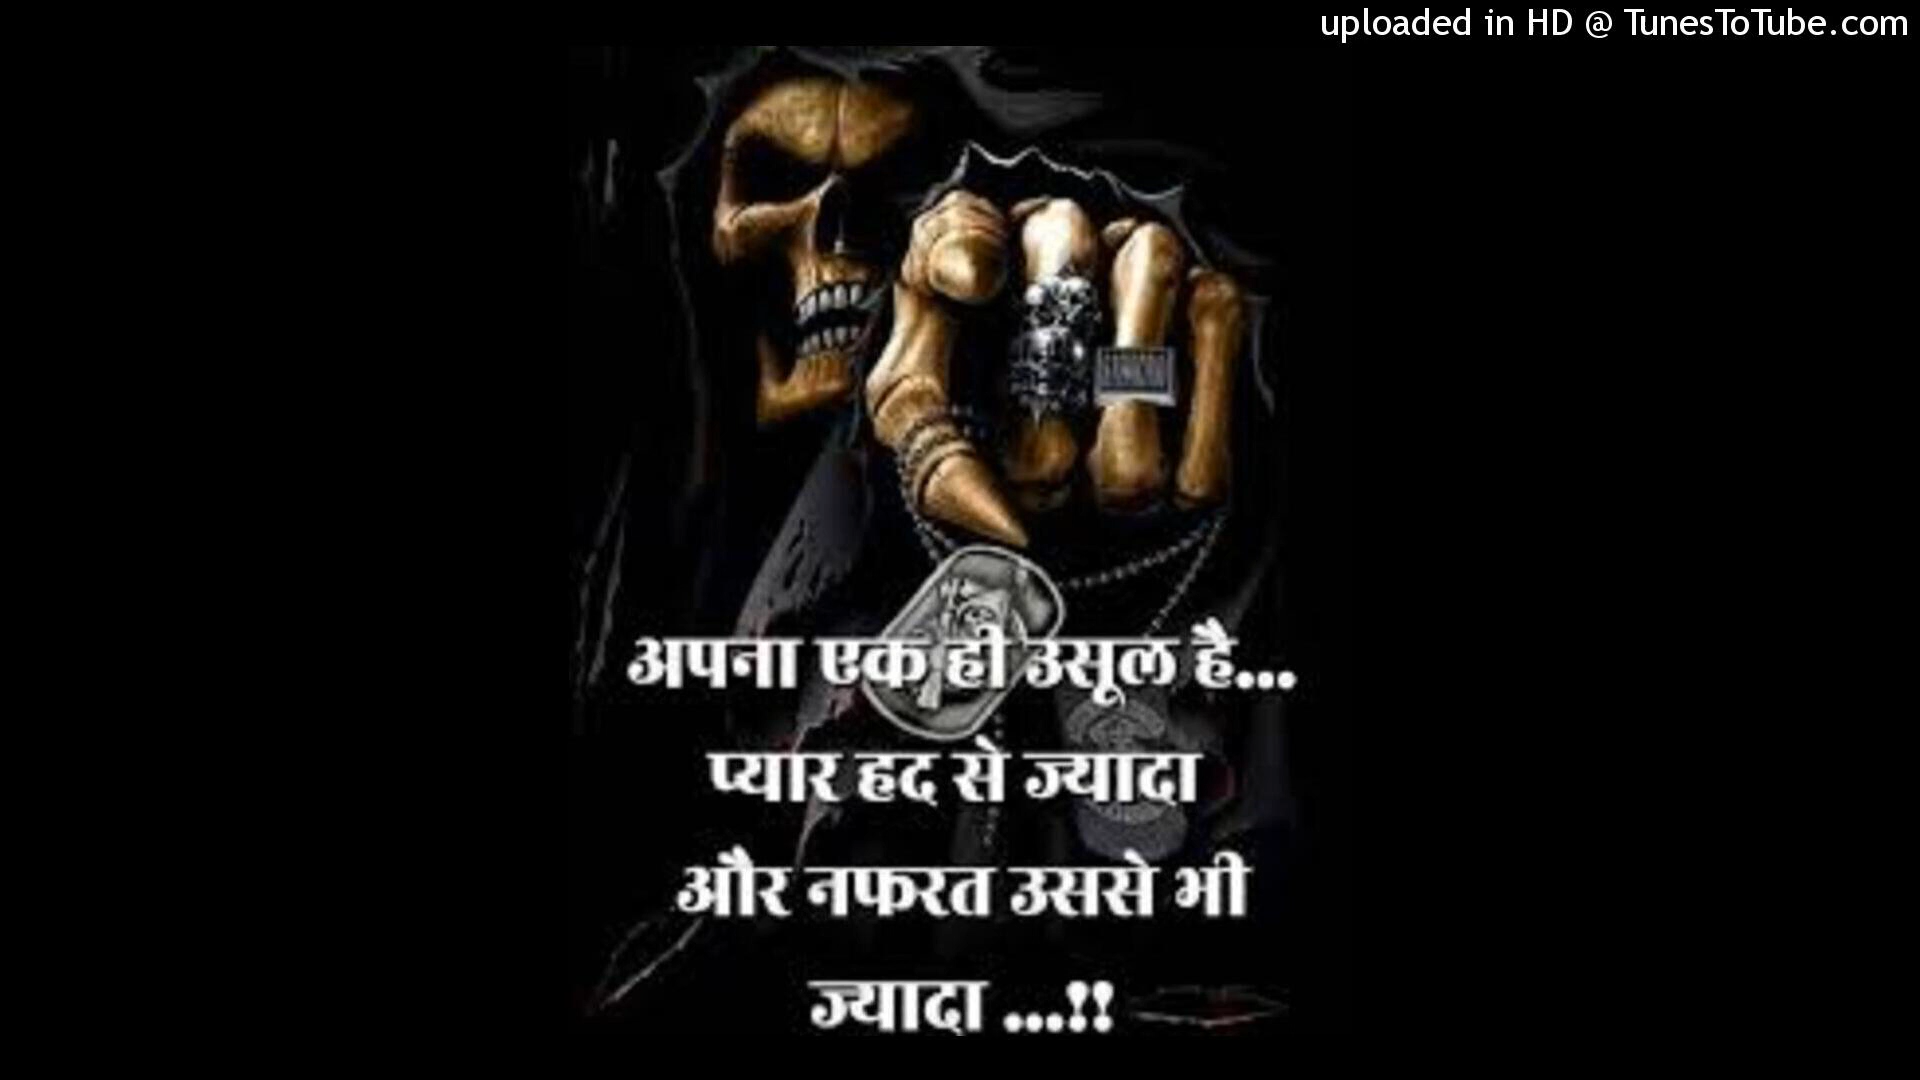 uploaded in HD @ TunesToTube.com
अपना एक ही उसूल है...
प्यार हद से ज्यादा
और नफरत उससे भी
ज्यादा ...!!